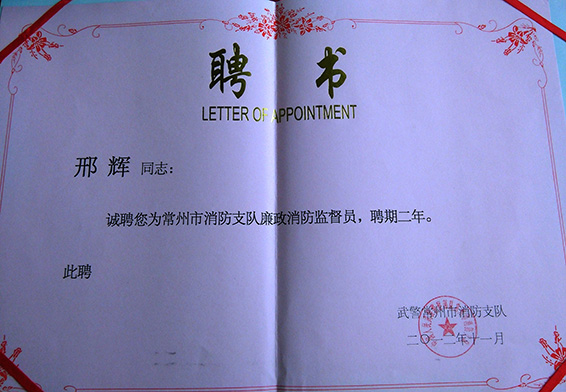 聘 书
LETTER OF APPOINTMENT
邢辉 同志：
诚聘您为常州市消防支队廉政消防监督员，聘期二年。
此聘
武警常州市消防支队
二〇一二年十一月